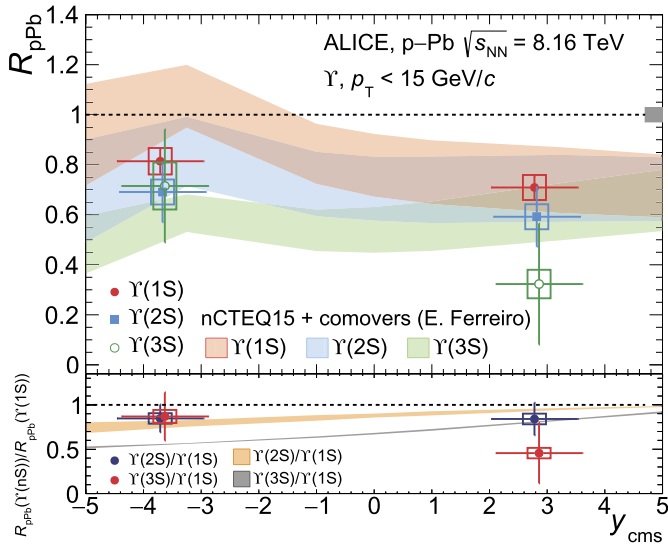 R_pPb
1.4
1.2
1
0.8
0.6
0.4
0.2
0
ALICE, p–Pb √s_NN = 8.16 TeV
ϒ, p_T < 15 GeV/c
ϒ(1S)
ϒ(2S)
ϒ(3S)
nCTEQ15 + comovers (E. Ferreiro)
ϒ(1S) ϒ(2S) ϒ(3S)
R_pPb(ϒ(nS))/R_pPb(ϒ(1S))
1
0.5
0
ϒ(2S)/ϒ(1S) ϒ(2S)/ϒ(1S)
ϒ(3S)/ϒ(1S) ϒ(3S)/ϒ(1S)
−5 −4 −3 −2 −1 0 1 2 3 4 5
y_cms